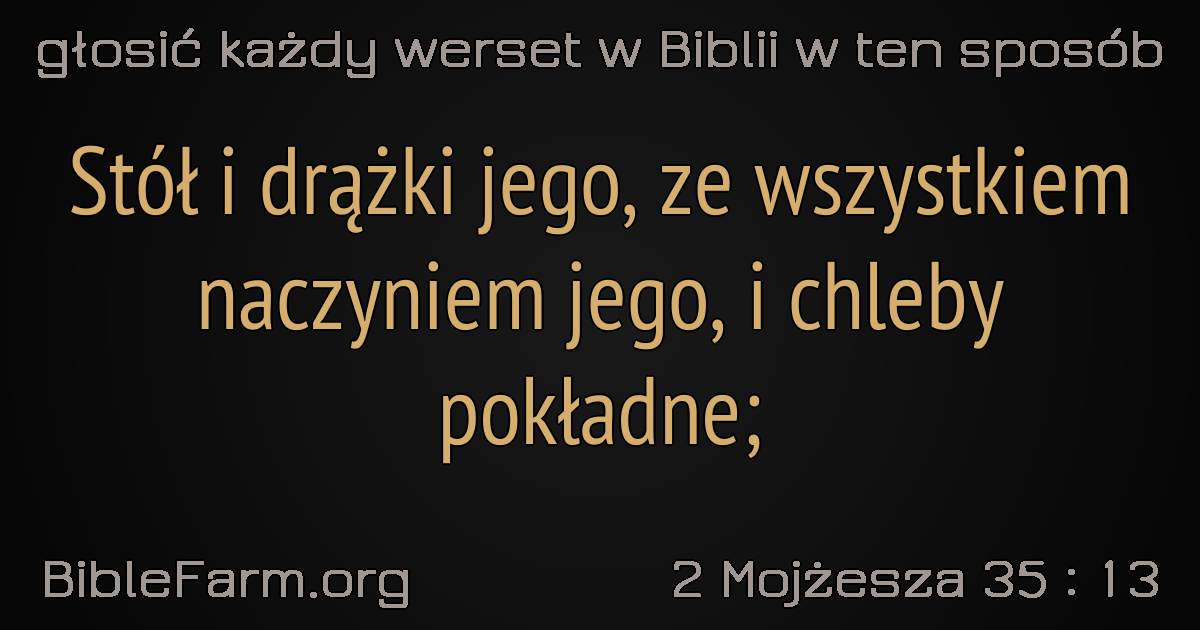 głosić każdy werset w Biblii w ten sposób
Stół i drążki jego, ze wszystkiem
naczyniem jego, i chleby
pokładne;
BibleFarm.org
2 Mojżesza 35 : 13